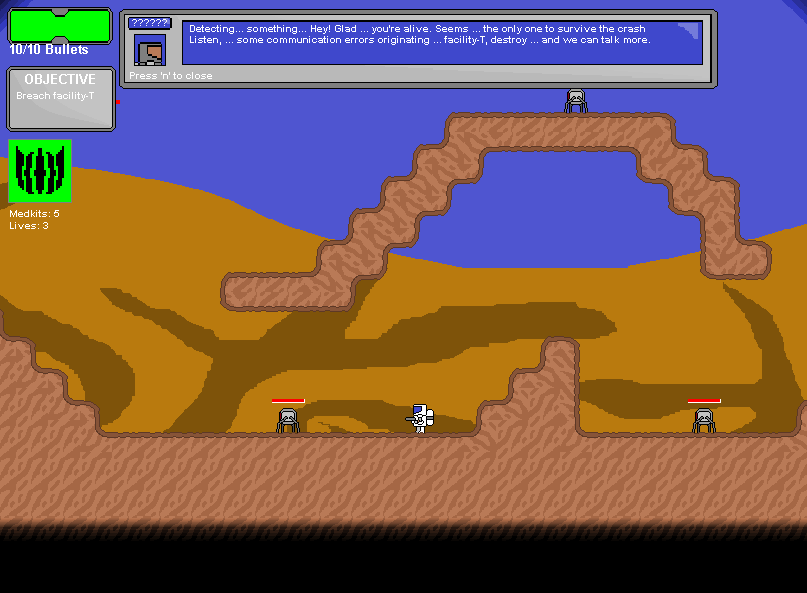 ??????
Detecting... something... Hey! Glad ... you're alive. Seems ... the only one to survive the crash
Listen, ... some communication errors originating ... facility-T, destroy ... and we can talk more.
Press 'n' to close
10/10 Bullets
OBJECTIVE
Breach facility-T
Medkits: 5
Lives: 3